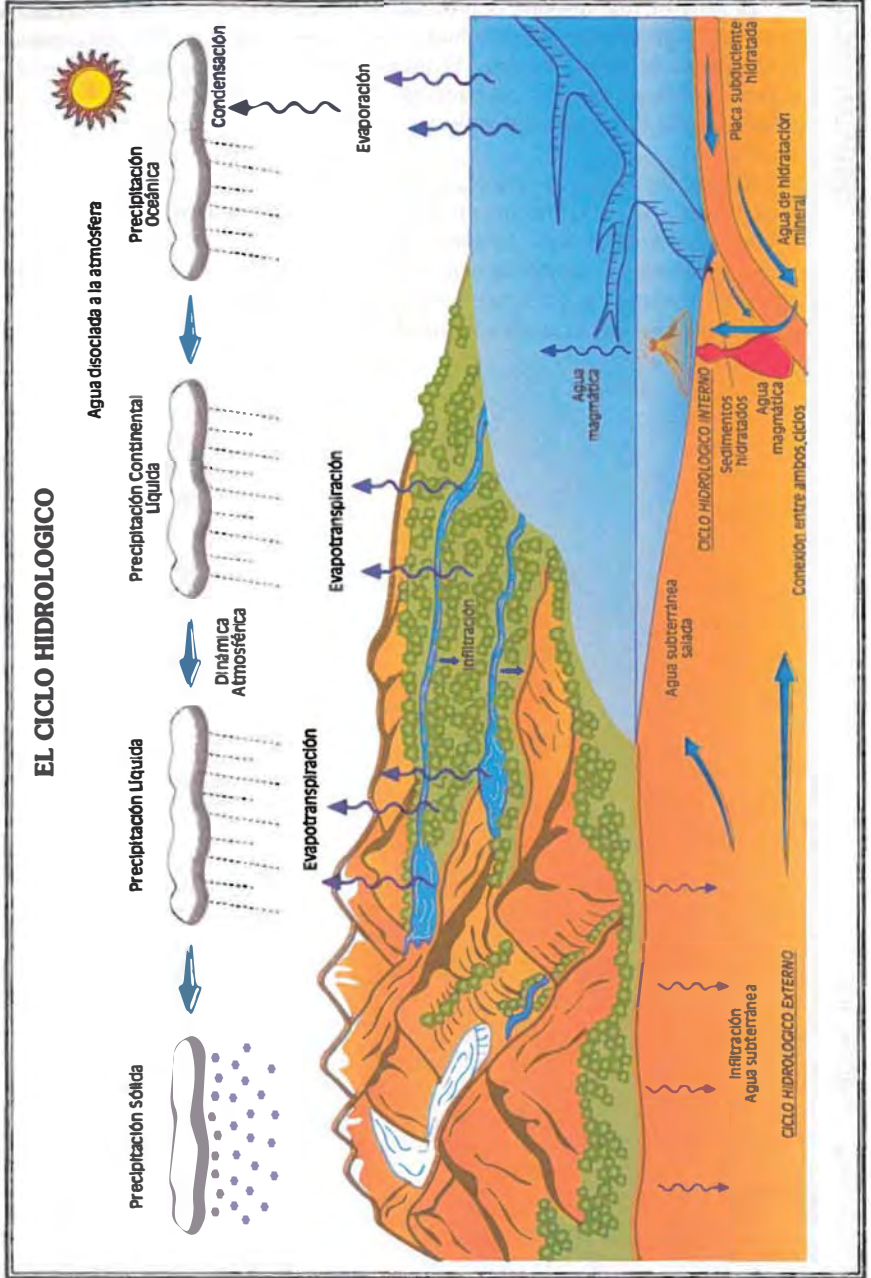 EL CICLO HIDROLOGICO
Agua disociada a la atmósfera
Precipitación Sólida
Precipitación Líquida
Precipitación Continental
Líquida
Precipitación
Oceánica
Dinámica
Atmosférica
Condensación
Evapotranspiración
Evapotranspiración
Evaporación
Infiltración
Agua
magmática
Agua subterránea
salada
CICLO HIDROLOGICO INTERNO
Sedimentos
hidratados
Agua
magmática
Conexión entre ambos ciclos
Placa subducente
hidratada
Agua de hidratación
mineral
Infiltración
Agua subterránea
CICLO HIDROLOGICO EXTERNO